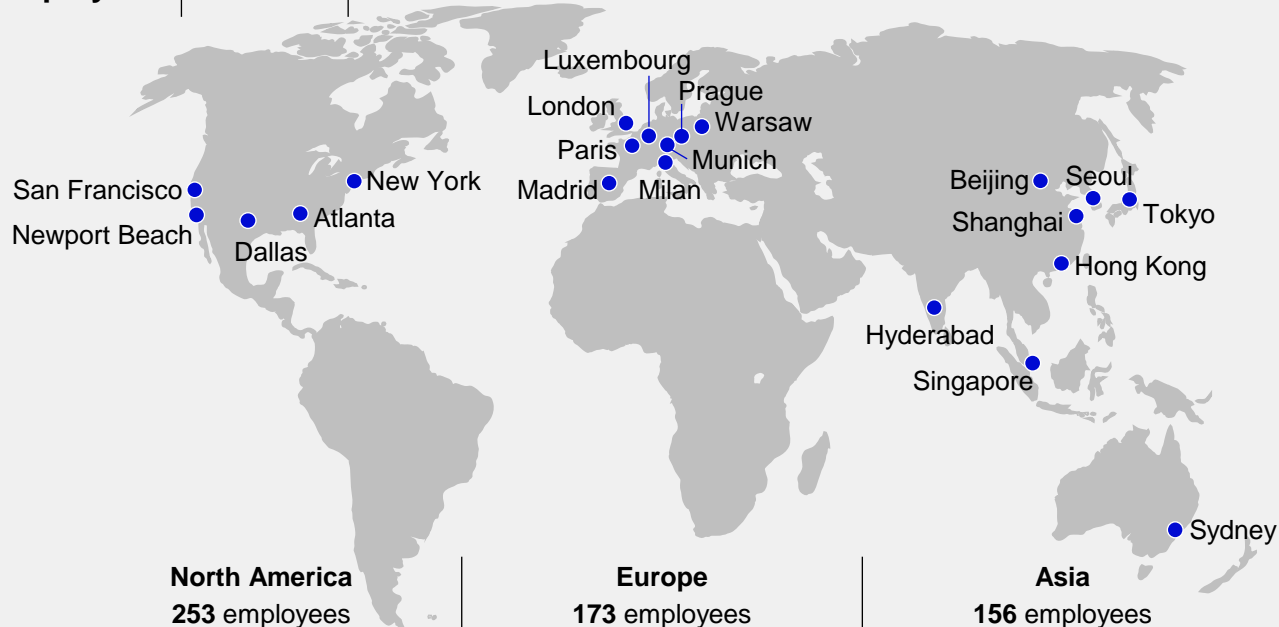 Luxembourg
Prague
London
Warsaw
Paris
Munich
Madrid
Milan
San Francisco
New York
Newport Beach
Atlanta
Dallas
Beijing
Seoul
Shanghai
Tokyo
Hong Kong
Hyderabad
Singapore
Sydney
North America
253 employees
Europe
173 employees
Asia
156 employees